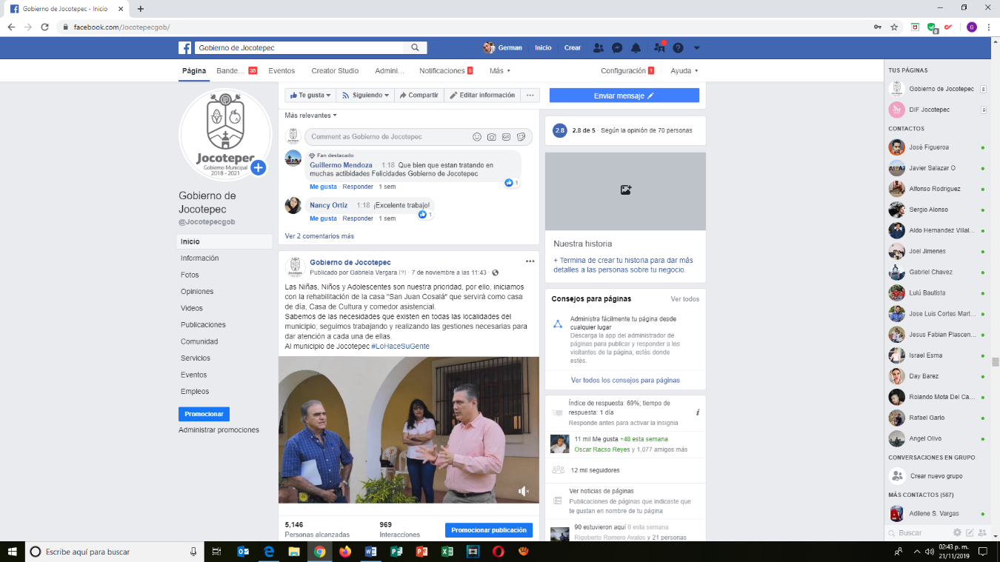 Gobierno de Jocotepec - Inicio
facebook.com/Jocotepecgob/
Gobierno de Jocotepec
German Inicio Crear
Página Bande... 35 Eventos Creator Studio Admini... Notificaciones 8 Más Configuración 1 Ayuda
Jocotepec
Gobierno Municipal
2018 - 2021
Gobierno de
Jocotepec
@Jocotepecgob
Inicio
Información
Fotos
Opiniones
Videos
Publicaciones
Comunidad
Servicios
Eventos
Empleos
Promocionar
Administrar promociones
Te gusta Siguiendo Compartir Editar información ...
Más relevantes
Comment as Gobierno de Jocotepec
Fan destacado
Guillermo Mendoza · 1:18 Que bien que estan tratando en
muchas actibidades Felicidades Gobierno de Jocotepec
1
Me gusta · Responder · 1 sem
Nancy Ortiz · 1:18 ¡Excelente trabajo!
1
Me gusta · Responder · 1 sem
Ver 2 comentarios más
Gobierno de Jocotepec
Publicado por Gabriela Vergara [?] · 7 de noviembre a las 11:43 ·
Las Niñas, Niños y Adolescentes son nuestra prioridad, por ello, iniciamos
con la rehabilitación de la casa "San Juan Cosalá" que servirá como casa
de día, Casa de Cultura y comedor asistencial.
Sabemos de las necesidades que existen en todas las localidades del
municipio; seguimos trabajando y realizando las gestiones necesarias para
dar atención a cada una de ellas.
Al municipio de Jocotepec #LoHaceSuGente
5,146
Personas alcanzadas
969
Interacciones
Promocionar publicación
Enviar mensaje
2.8 2.8 de 5 · Según la opinión de 70 personas
Nuestra historia
+ Termina de crear tu historia para dar más
detalles a las personas sobre tu negocio.
Consejos para páginas Ver todos
Administra fácilmente tu página desde
cualquier lugar
Descarga la app del administrador de
páginas para publicar y responder a los
visitantes de la página, estés donde
estés.
Ver todos los consejos para páginas
Índice de respuesta: 69%; tiempo de
respuesta: 1 día
Responde antes para activar la insignia
11 mil Me gusta +48 esta semana
Oscar Racso Reyes y 1,077 amigos más
12 mil seguidores
Ver noticias de páginas
Publicaciones de páginas que indicaste que
te gustan en nombre de tu página
90 estuvieron aquí 0 esta semana
Rigoberto Romero Avalos y 21 personas
TUS PÁGINAS
Gobierno de Jocotepec 8
DIF Jocotepec 9
CONTACTOS
José Figueroa
Javier Salazar O
Alfonso Rodriguez
Sergio Alonso
Aldo Hernandez Villal...
Joel Jimenes
Gabriel Chavez
Lulú Bautista
Jose Luis Cortes Mart...
Jesus Fabian Plascen...
Israel Esma
Day Barez
Rolando Mota Del Ca...
Rafael Garlo
Angel Olivo
CONVERSACIONES EN GRUPO
Crear nuevo grupo
MÁS CONTACTOS (567)
Adilene S. Vargas
Buscar
Escribe aquí para buscar
02:43 p. m.
21/11/2019